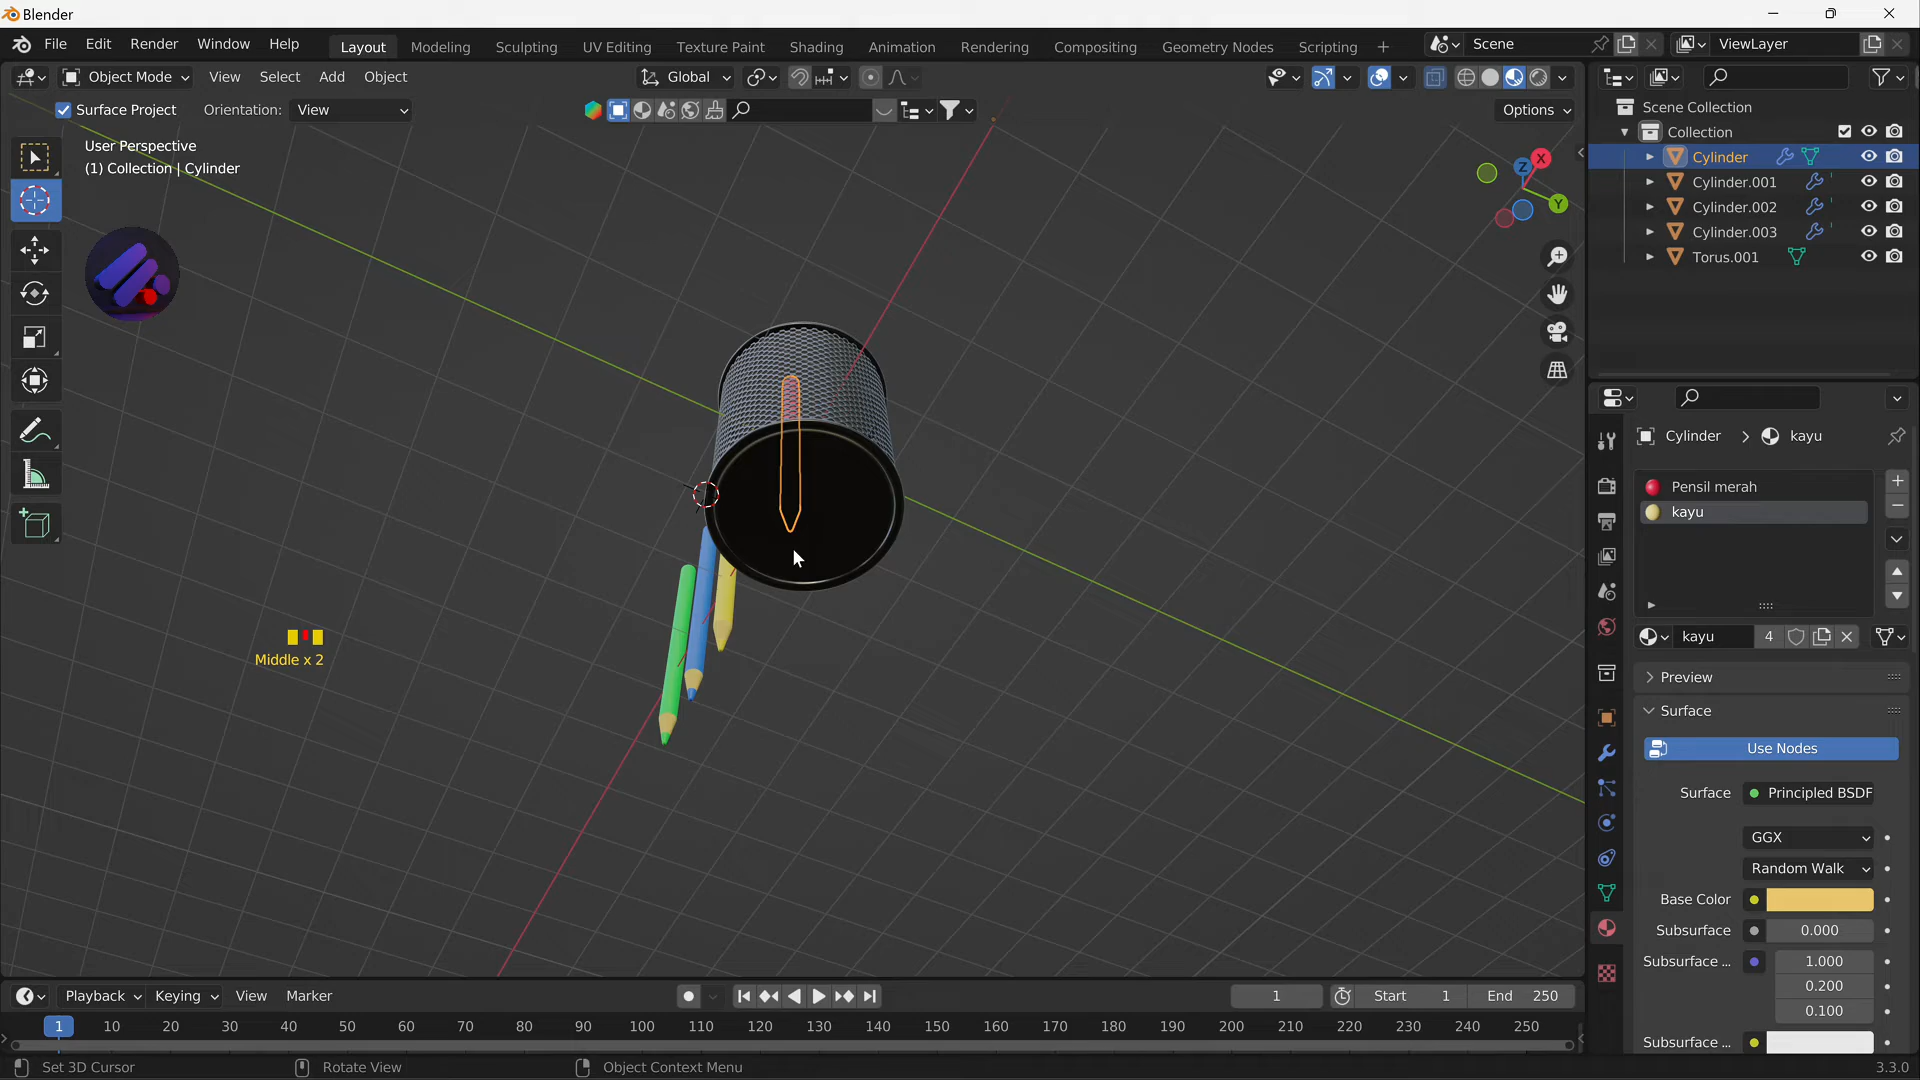 Blender
File Edit Render Window Help Layout Modeling Sculpting UV Editing Texture Paint Shading Animation Rendering Compositing Geometry Nodes Scripting + Scene ViewLayer
Object Mode View Select Add Object Global
Surface Project Orientation: View Options
User Perspective
(1) Collection | Cylinder
X
Z
Y
Middle x 2
Scene Collection
Collection
Cylinder
Cylinder.001
Cylinder.002
Cylinder.003
Torus.001
Cylinder > kayu
Pensil merah
kayu
kayu 4
Preview
Surface
Use Nodes
Surface Principled BSDF
GGX
Random Walk
Base Color
Subsurface 0.000
Subsurface ... 1.000
0.200
0.100
Subsurface ...
Playback Keying View Marker 1 Start 1 End 250
1 10 20 30 40 50 60 70 80 90 100 110 120 130 140 150 160 170 180 190 200 210 220 230 240 250
Set 3D Cursor Rotate View Object Context Menu 3.3.0